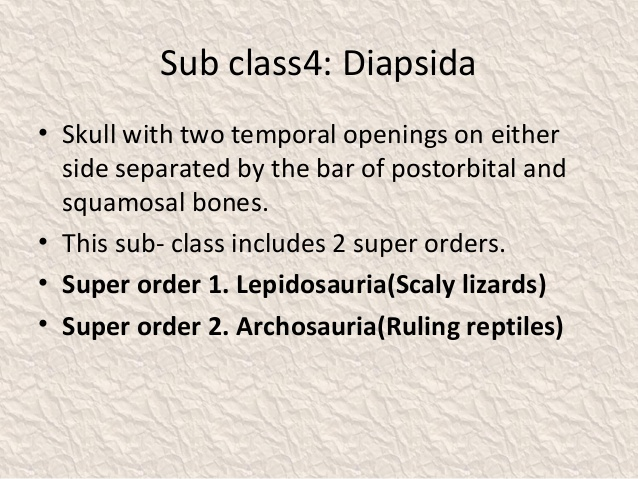 Sub class4: Diapsida
• Skull with two temporal openings on either
side separated by the bar of postorbital and
squamosal bones.
• This sub- class includes 2 super orders.
• Super order 1. Lepidosauria(Scaly lizards)
• Super order 2. Archosauria(Ruling reptiles)